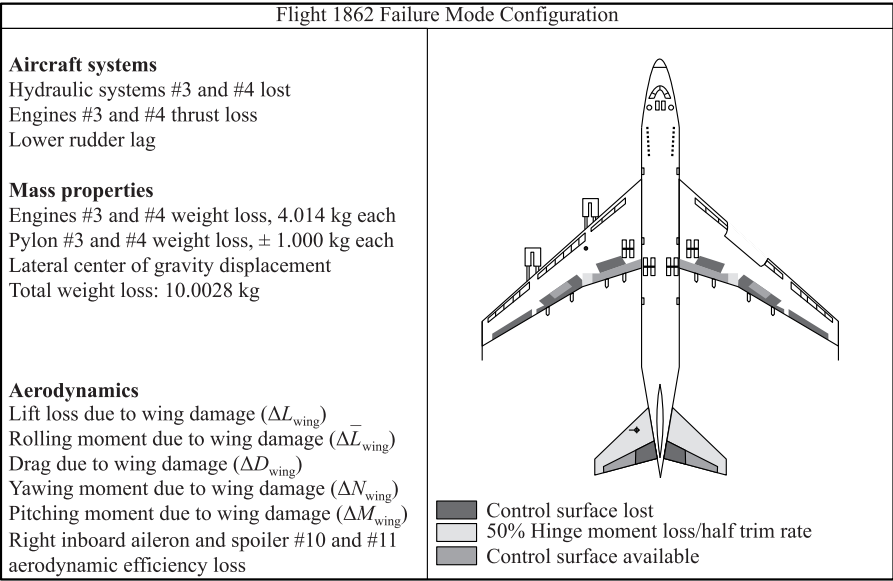 Flight 1862 Failure Mode Configuration
Aircraft systems
Hydraulic systems #3 and #4 lost
Engines #3 and #4 thrust loss
Lower rudder lag
Mass properties
Engines #3 and #4 weight loss, 4.014 kg each
Pylon #3 and #4 weight loss, ± 1.000 kg each
Lateral center of gravity displacement
Total weight loss: 10.0028 kg
Aerodynamics
Lift loss due to wing damage (ΔL_wing)
Rolling moment due to wing damage (ΔL̅_wing)
Drag due to wing damage (ΔD_wing)
Yawing moment due to wing damage (ΔN_wing)
Pitching moment due to wing damage (ΔM_wing)
Right inboard aileron and spoiler #10 and #11
aerodynamic efficiency loss
Control surface lost
50% Hinge moment loss/half trim rate
Control surface available